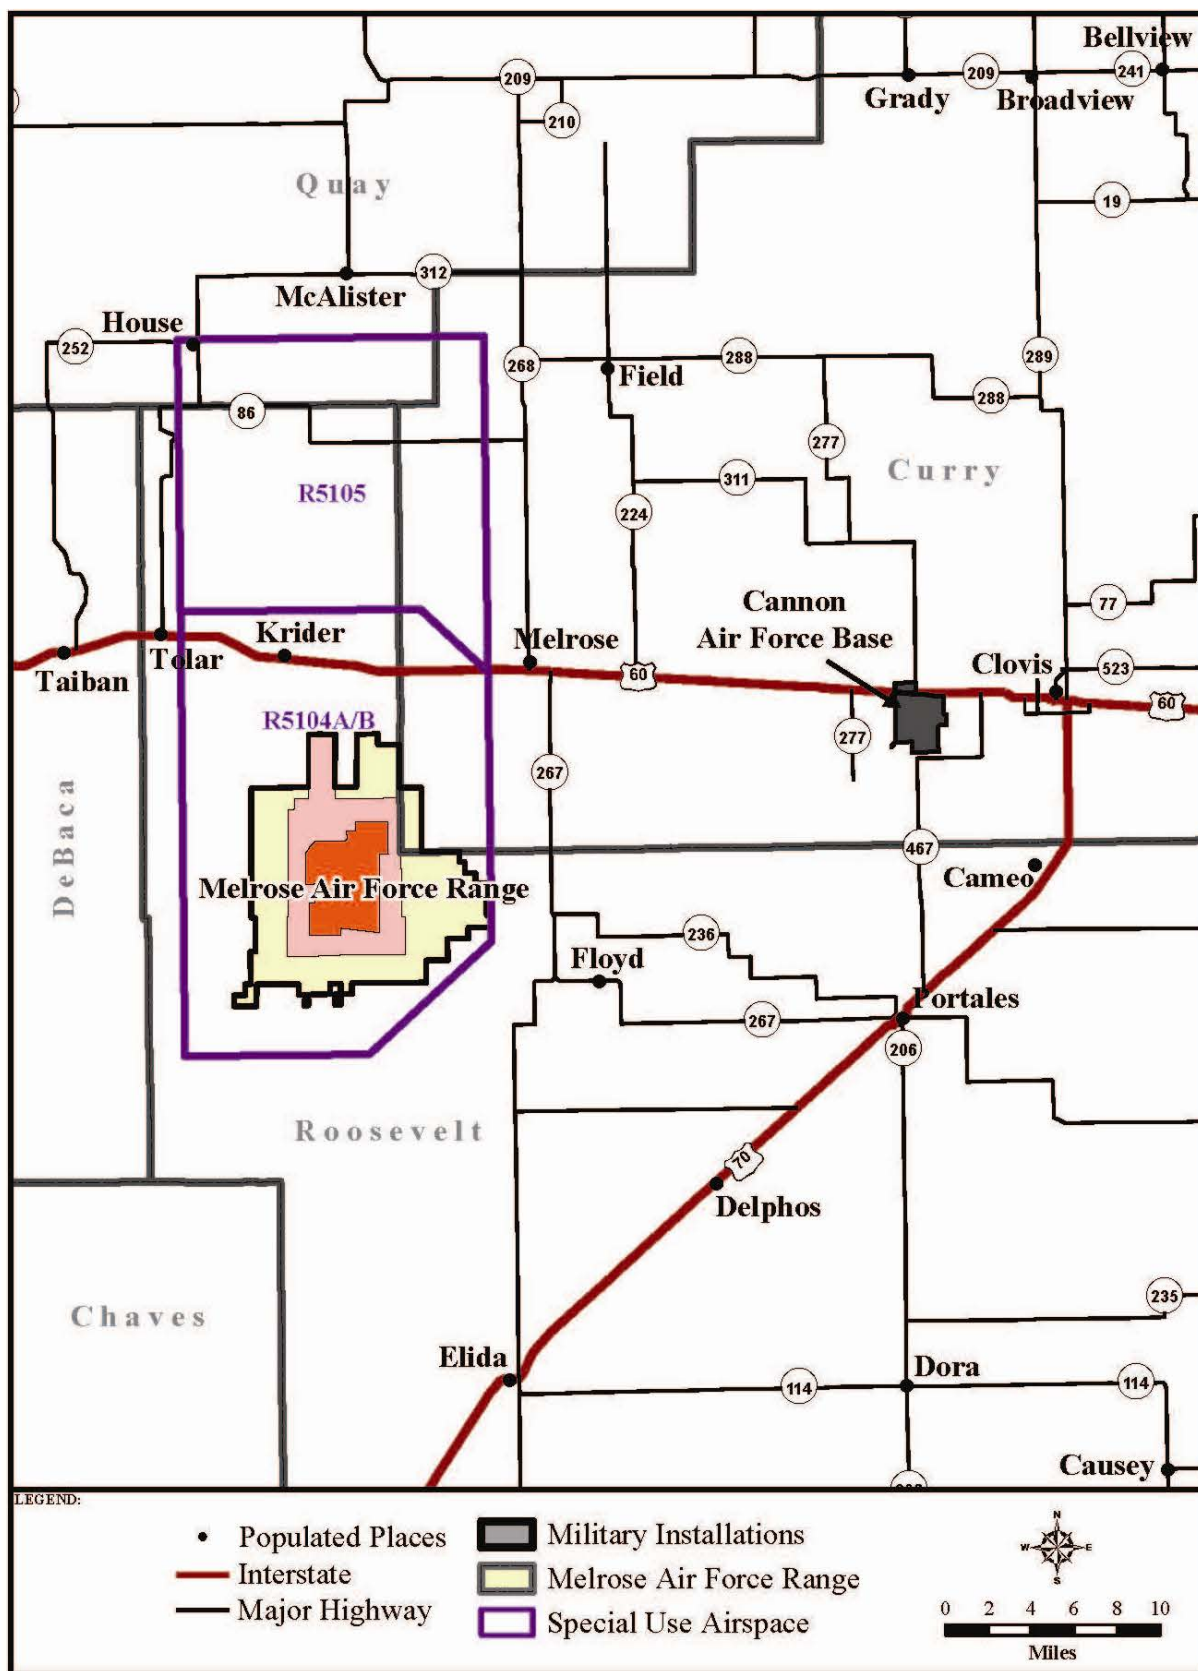 Bellview
209
209
241
Grady
Broadview
210
Quay
19
312
McAlister
House
252
268
288
289
Field
86
288
277
Curry
R5105
311
224
Cannon
Air Force Base
77
Krider
Melrose
Tolar
Taiban
Clovis
523
60
60
R5104A/B
277
267
DeBaca
467
Cameo
Melrose Air Force Range
236
Floyd
Portales
267
206
Roosevelt
70
Delphos
235
Chaves
Elida
Dora
114
114
Causey
LEGEND:
Populated Places
Interstate
Major Highway
Military Installations
Melrose Air Force Range
Special Use Airspace
N
W E
S
0 2 4 6 8 10
Miles